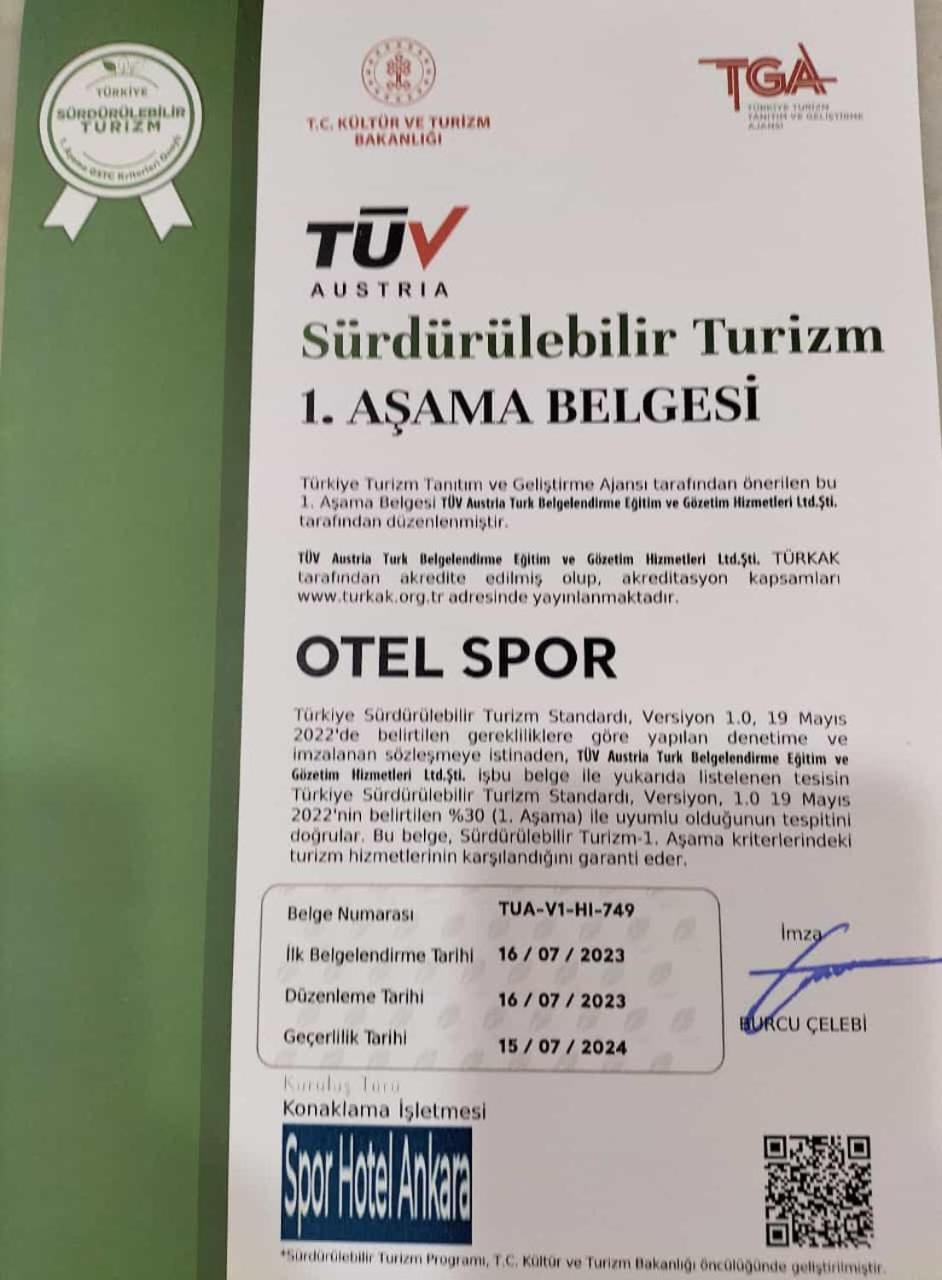 TÜRKİYE
SÜRDÜRÜLEBİLİR
TURİZM
1. Aşama GSTC Kriterleri
T.C. KÜLTÜR VE TURİZM
BAKANLIĞI
TGA
TÜRKİYE TURİZM
TANITIM VE GELİŞTİRME
AJANSI
TÜV
AUSTRIA
Sürdürülebilir Turizm
1. AŞAMA BELGESİ
Türkiye Turizm Tanıtım ve Geliştirme Ajansı tarafından önerilen bu
1. Aşama Belgesi TÜV Austria Turk Belgelendirme Eğitim ve Gözetim Hizmetleri Ltd.Şti.
tarafından düzenlenmiştir.
TÜV Austria Turk Belgelendirme Eğitim ve Gözetim Hizmetleri Ltd.Şti. TÜRKAK
tarafından akredite edilmiş olup, akreditasyon kapsamları
www.turkak.org.tr adresinde yayınlanmaktadır.
OTEL SPOR
Türkiye Sürdürülebilir Turizm Standardı, Versiyon 1.0, 19 Mayıs
2022'de belirtilen gerekliliklere göre yapılan denetime ve
imzalanan sözleşmeye istinaden, TÜV Austria Turk Belgelendirme Eğitim ve
Gözetim Hizmetleri Ltd.Şti. işbu belge ile yukarıda listelenen tesisin
Türkiye Sürdürülebilir Turizm Standardı, Versiyon, 1.0 19 Mayıs
2022'nin belirtilen %30 (1. Aşama) ile uyumlu olduğunun tespitini
doğrular. Bu belge, Sürdürülebilir Turizm-1. Aşama kriterlerindeki
turizm hizmetlerinin karşılandığını garanti eder.
Belge Numarası TUA-V1-HI-749
İlk Belgelendirme Tarihi 16 / 07 / 2023
Düzenleme Tarihi 16 / 07 / 2023
Geçerlilik Tarihi 15 / 07 / 2024
İmza
BURCU ÇELEBİ
Kuruluş Türü
Konaklama İşletmesi
Spor Hotel Ankara
*Sürdürülebilir Turizm Programı, T.C. Kültür ve Turizm Bakanlığı öncülüğünde geliştirilmiştir.